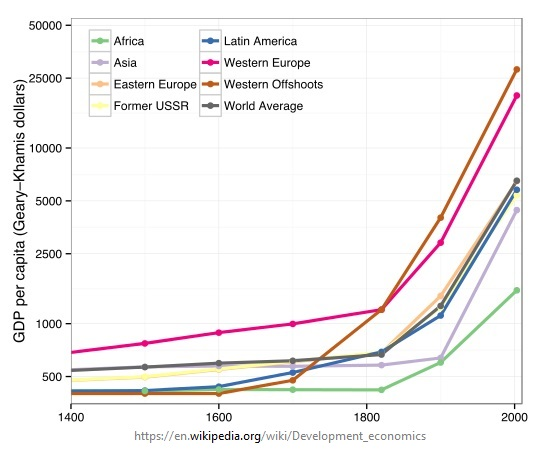 50000
25000
10000
5000
2500
1000
500
GDP per capita (Geary–Khamis dollars)
Africa
Asia
Eastern Europe
Former USSR
Latin America
Western Europe
Western Offshoots
World Average
1400
1600
1800
2000
https://en.wikipedia.org/wiki/Development_economics